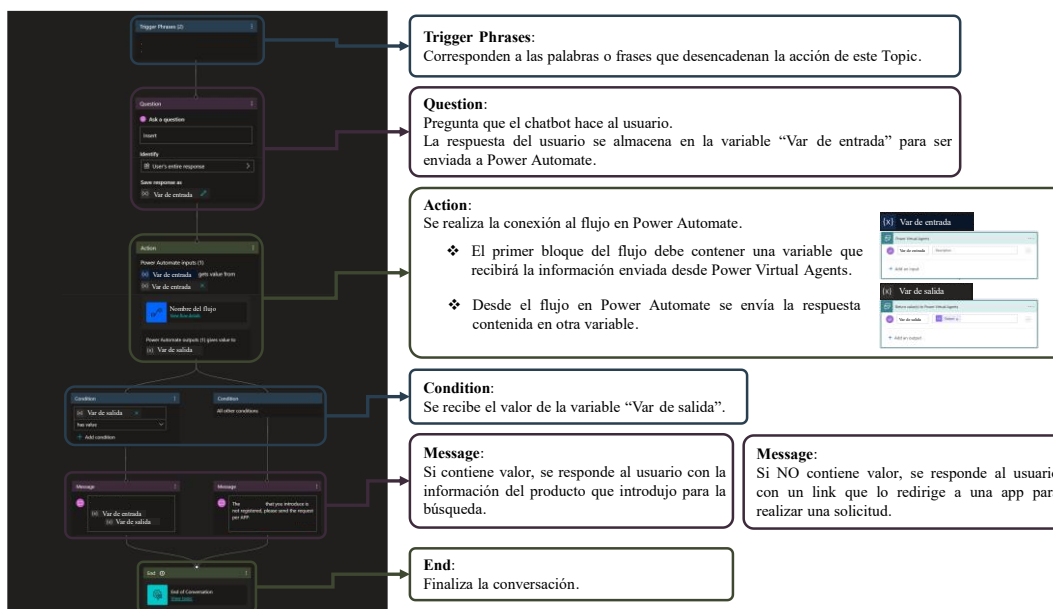 Trigger Phrases (2)
Trigger Phrases:
Corresponden a las palabras o frases que desencadenan la acción de este Topic.
Question
Ask a question
Insert
Identify
User's entire response
Save response as
{x} Var de entrada
Question:
Pregunta que el chatbot hace al usuario.
La respuesta del usuario se almacena en la variable “Var de entrada” para ser
enviada a Power Automate.
Action
Power Automate inputs (1)
{x} Var de entrada gets value from
{x} Var de entrada
Nombre del flujo
View flow details
Power Automate outputs (1) gives value to
{x} Var de salida
Action:
Se realiza la conexión al flujo en Power Automate.
❖ El primer bloque del flujo debe contener una variable que
recibirá la información enviada desde Power Virtual Agents.
❖ Desde el flujo en Power Automate se envía la respuesta
contenida en otra variable.
{x} Var de entrada
Power Virtual Agents
Var de entrada
+ Add an input
{x} Var de salida
Return value(s) to Power Virtual Agents
Var de salida
+ Add an output
Condition
{x} Var de salida
has value
+ Add condition
Condition
All other conditions
Condition:
Se recibe el valor de la variable “Var de salida”.
Message
{x} Var de entrada
{x} Var de salida
Message
The that you introduce is
not registered, please send the request
per APP
Message:
Si contiene valor, se responde al usuario con la
información del producto que introdujo para la
búsqueda.
Message:
Si NO contiene valor, se responde al usuario
con un link que lo redirige a una app para
realizar una solicitud.
End
End of Conversation
View topic
End:
Finaliza la conversación.